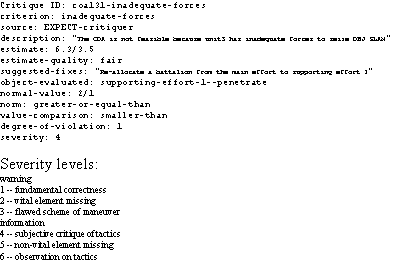 Critique ID: coa131-inadequate-forces
criterion: inadequate-forces
source: EXPECT-critiquer
description: "The COA is not feasible because unit3 has inadequate forces to seize OBJ SLAM"
estimate: 6.3/3.5
estimate-quality: fair
suggested-fixes: "Re-allocate a battalion from the main effort to supporting effort 1"
object-evaluated: supporting-effort-1--penetrate
normal-value: 2/1
norm: greater-or-equal-than
value-comparison: smaller-than
degree-of-violation: 1
severity: 4
Severity levels:
warning
1 -- fundamental correctness
2 -- vital element missing
3 -- flawed scheme of maneuver
information
4 -- subjective critique of tactics
5 -- non-vital element missing
6 -- observation on tactics